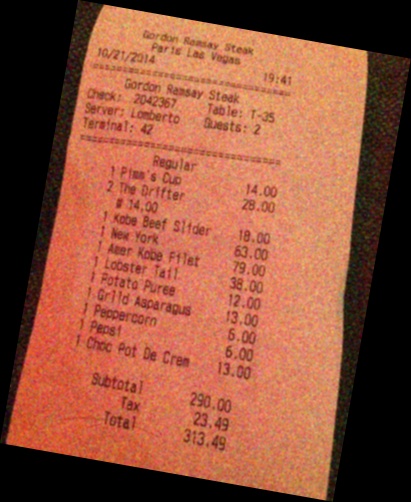 Gordon Ramsay Steak
Paris Las Vegas
10/21/2014 19:41
Gordon Ramsay Steak
Check: 2042367 Table: T-35
Server: Lomberto Guests: 2
Terminal: 42
Regular
1 Pimm's Cup 14.00
2 The Drifter 28.00
@ 14.00
1 Kobe Beef Slider 18.00
1 New York 63.00
1 Amer Kobe Filet 79.00
1 Lobster Tail 38.00
1 Potato Puree 12.00
1 Grlld Asparagus 13.00
1 Peppercorn 6.00
1 Pepsi 6.00
1 Choc Pot De Crem 13.00
Subtotal 290.00
Tax 23.49
Total 313.49